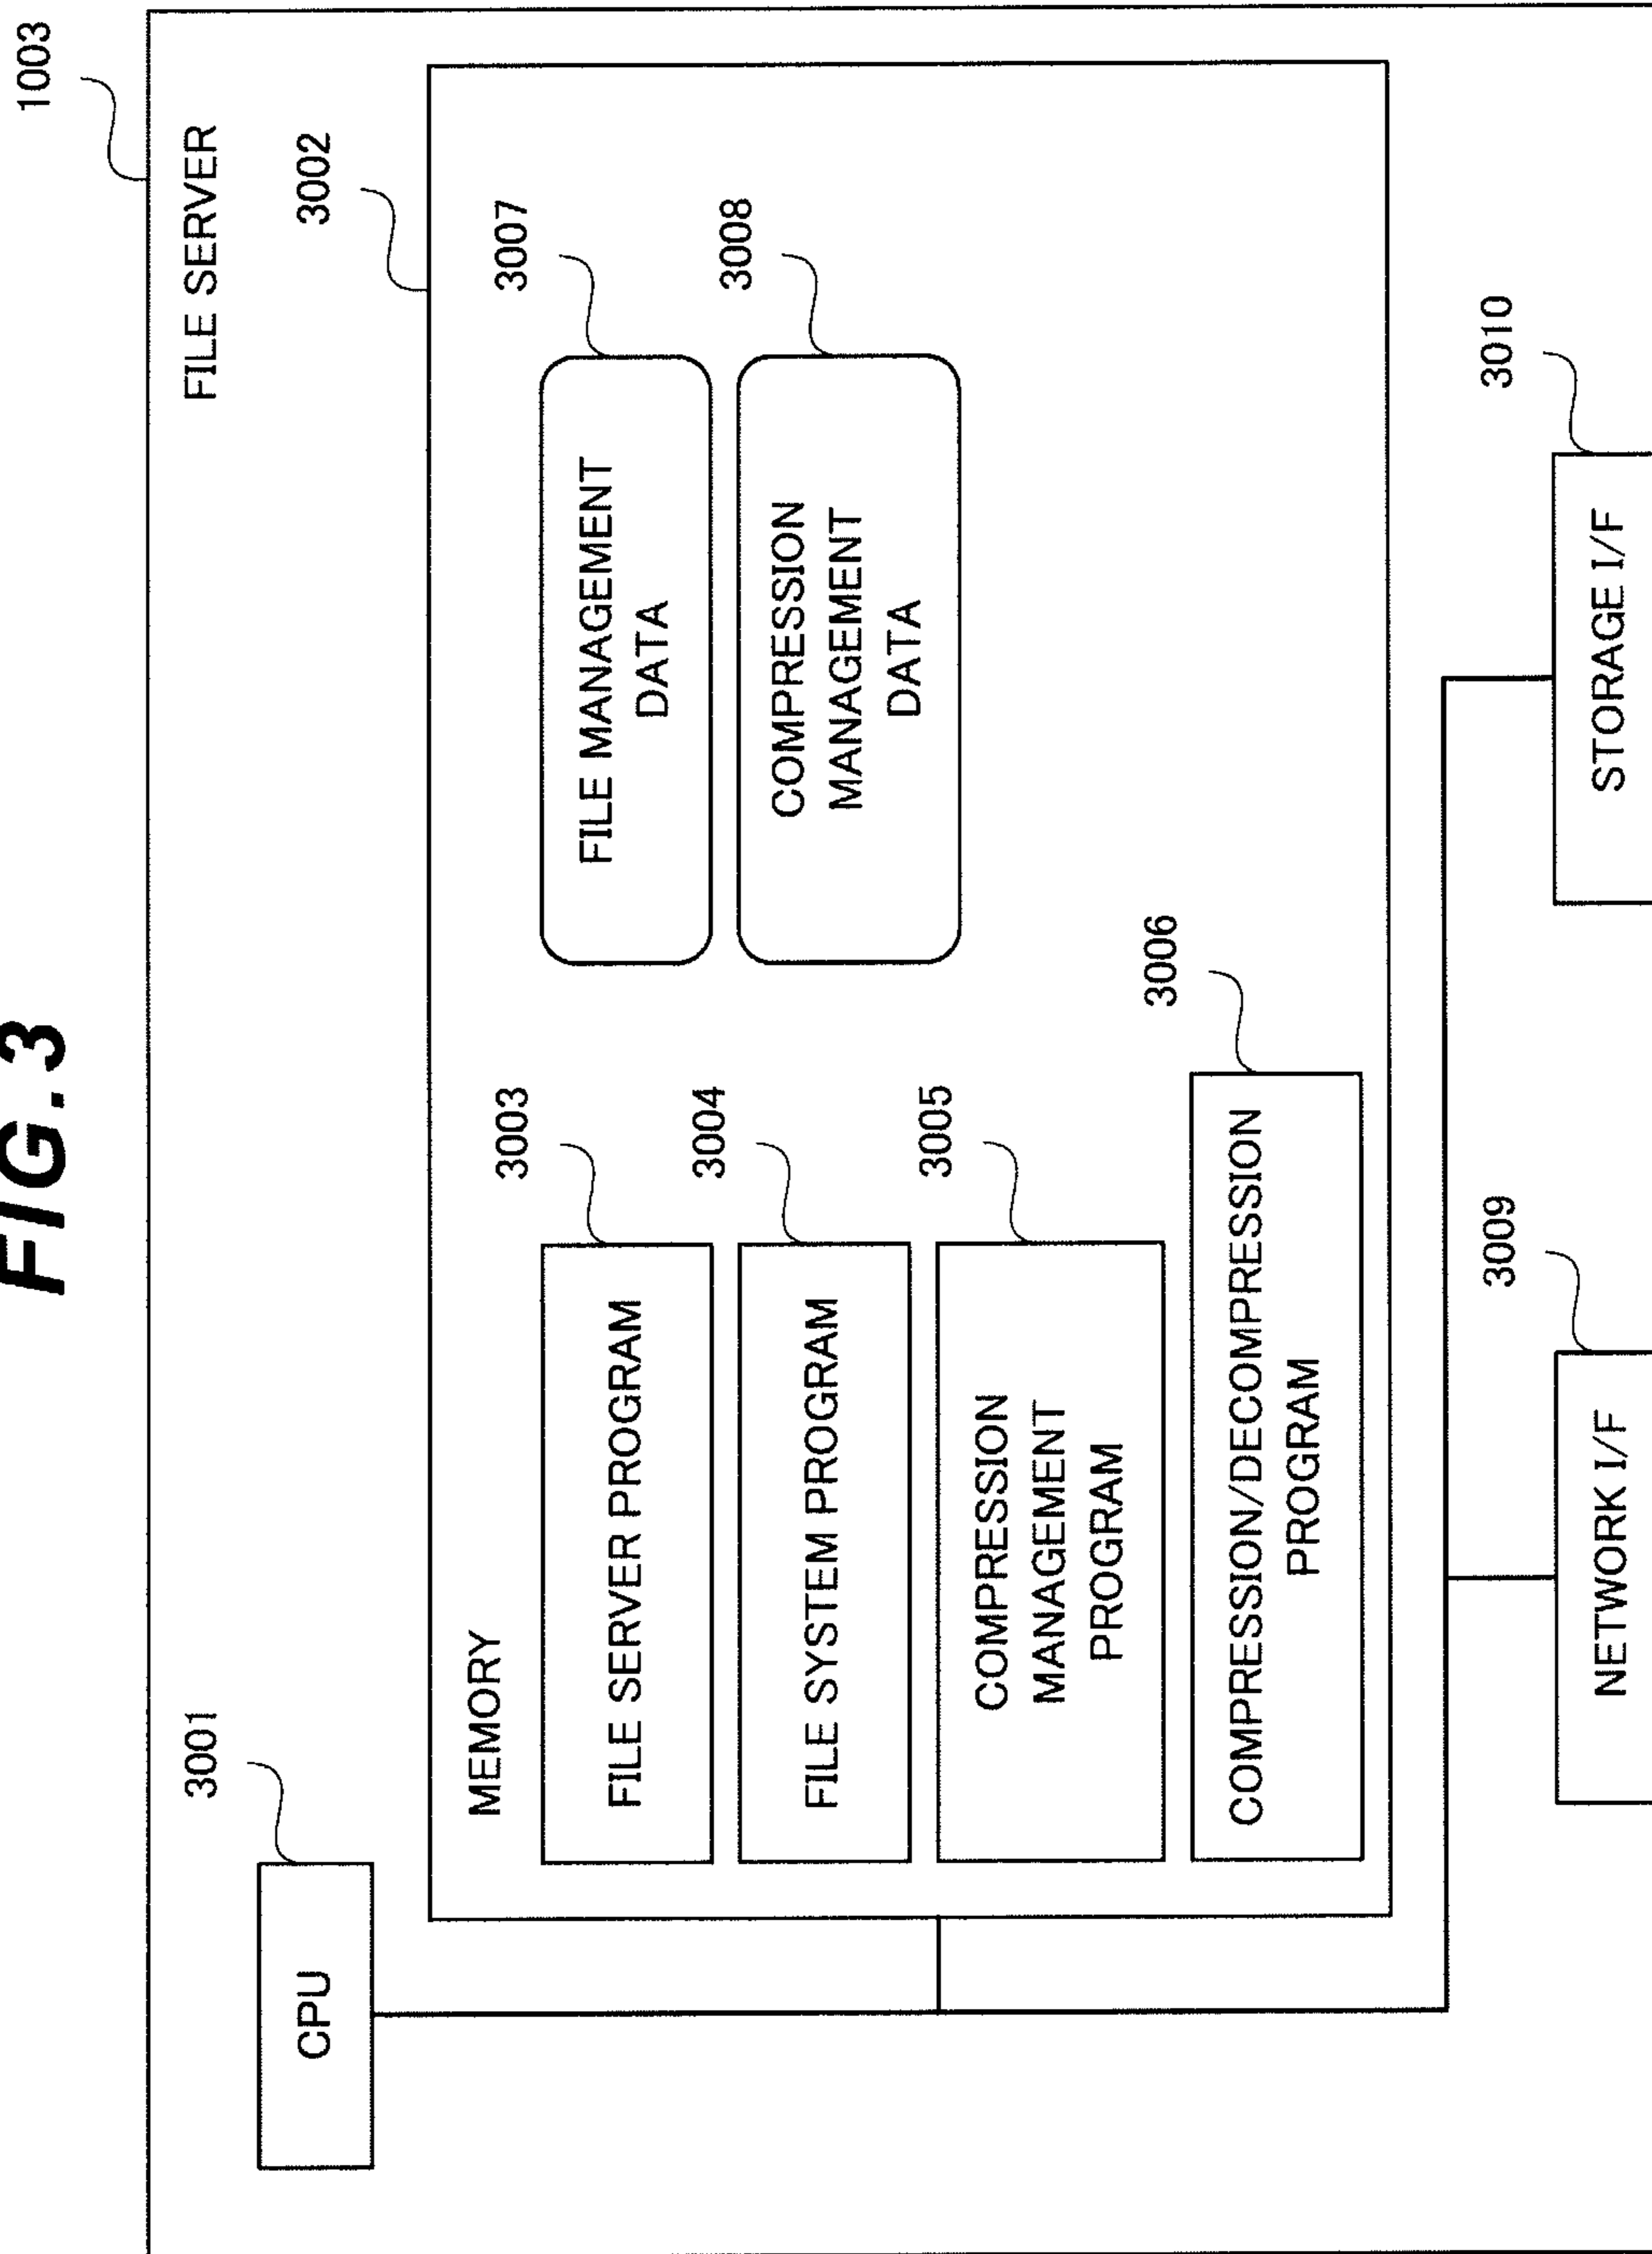 FIG. 3
1003
FILE SERVER
3001
CPU
3002
MEMORY
3003
FILE SERVER PROGRAM
3004
FILE SYSTEM PROGRAM
3005
COMPRESSION
MANAGEMENT
PROGRAM
3006
COMPRESSION/DECOMPRESSION
PROGRAM
3007
FILE MANAGEMENT
DATA
3008
COMPRESSION
MANAGEMENT
DATA
3009
NETWORK I/F
3010
STORAGE I/F